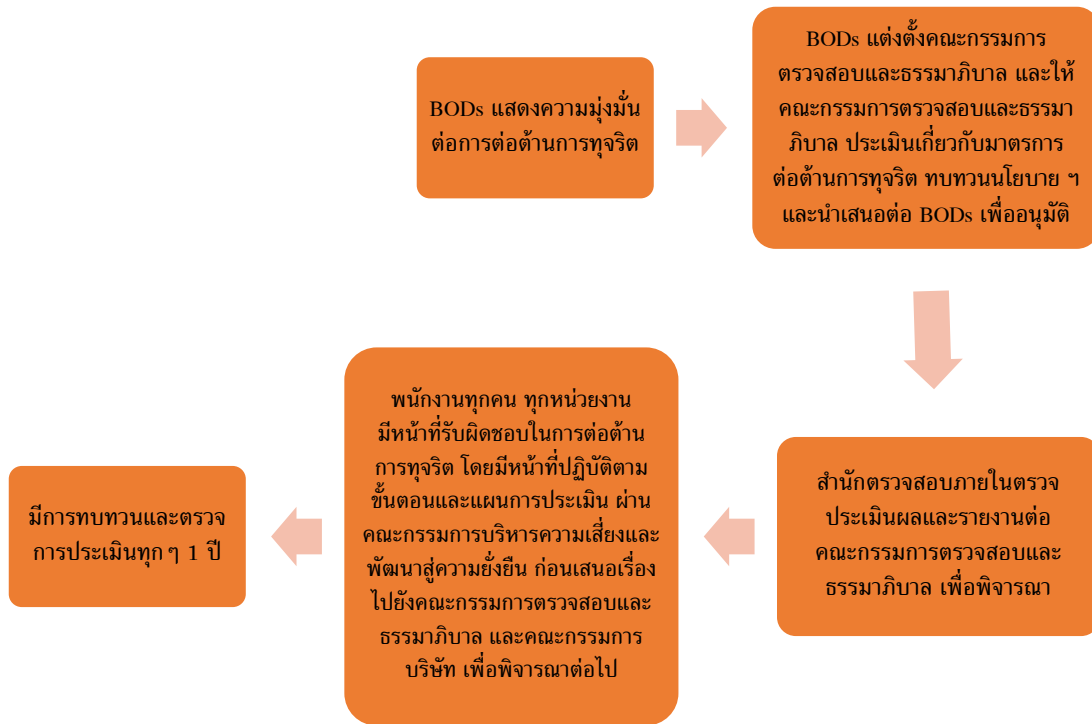 BODs แสดงความมุ่งมั่น
ต่อการต่อต้านการทุจริต
BODs แต่งตั้งคณะกรรมการ
ตรวจสอบและธรรมาภิบาล และให้
คณะกรรมการตรวจสอบและธรรมา
ภิบาล ประเมินเกี่ยวกับมาตรการ
ต่อต้านการทุจริต ทบทวนนโยบาย ฯ
และนำเสนอต่อ BODs เพื่ออนุมัติ
สำนักตรวจสอบภายในตรวจ
ประเมินผลและรายงานต่อ
คณะกรรมการตรวจสอบและ
ธรรมาภิบาล เพื่อพิจารณา
พนักงานทุกคน ทุกหน่วยงาน
มีหน้าที่รับผิดชอบในการต่อต้าน
การทุจริต โดยมีหน้าที่ปฏิบัติตาม
ขั้นตอนและแผนการประเมิน ผ่าน
คณะกรรมการบริหารความเสี่ยงและ
พัฒนาสู่ความยั่งยืน ก่อนเสนอเรื่อง
ไปยังคณะกรรมการตรวจสอบและ
ธรรมาภิบาล และคณะกรรมการ
บริษัท เพื่อพิจารณาต่อไป
มีการทบทวนและตรวจ
การประเมินทุก ๆ 1 ปี